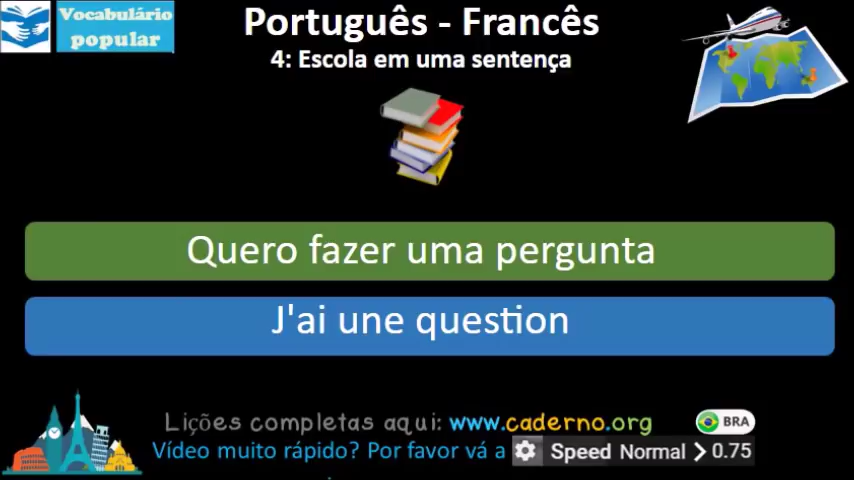 Vocabulário
popular
Português - Francês
4: Escola em uma sentença
Quero fazer uma pergunta
J'ai une question
Lições completas aqui: www.caderno.org
BRA
Vídeo muito rápido? Por favor vá a Speed Normal > 0.75